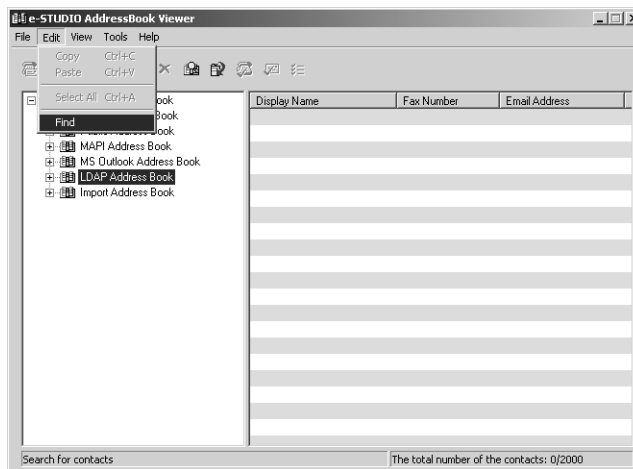 e-STUDIO AddressBook Viewer
File Edit View Tools Help
Copy Ctrl+C
Paste Ctrl+V
Select All Ctrl+A
Find
ook
Book
Address Book
MAPI Address Book
MS Outlook Address Book
LDAP Address Book
Import Address Book
Display Name Fax Number Email Address
Search for contacts The total number of the contacts: 0/2000